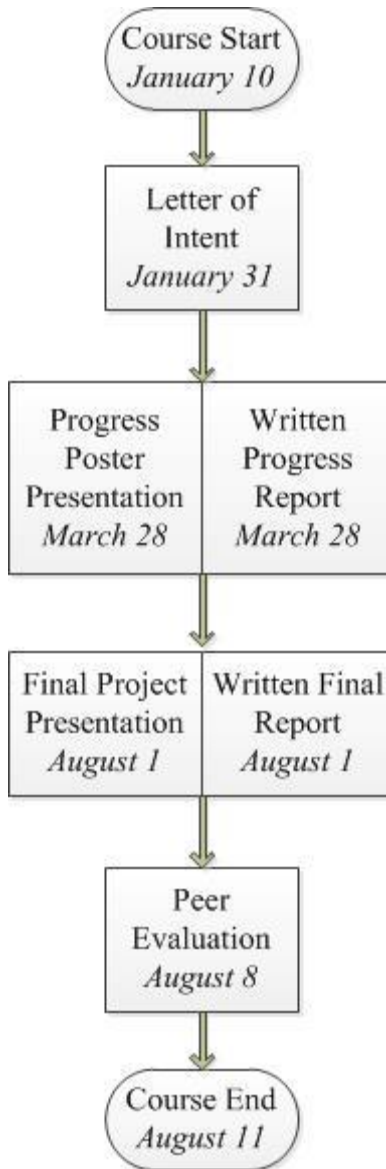 Course Start
January 10
Letter of
Intent
January 31
Progress
Poster
Presentation
March 28
Written
Progress
Report
March 28
Final Project
Presentation
August 1
Written Final
Report
August 1
Peer
Evaluation
August 8
Course End
August 11